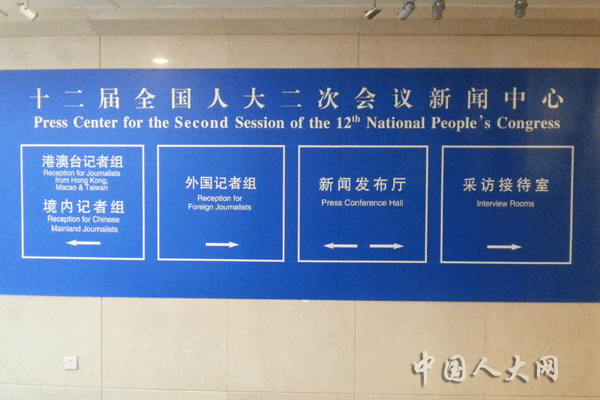 十二届全国人大二次会议新闻中心
Press Center for the Second Session of the 12th National People's Congress
港澳台记者组
Reception for Journalists
from Hong Kong,
Macao & Taiwan
境内记者组
Reception for Chinese
Mainland Journalists
外国记者组
Reception for
Foreign Journalists
新闻发布厅
Press Conference Hall
采访接待室
Interview Rooms
中国人大网